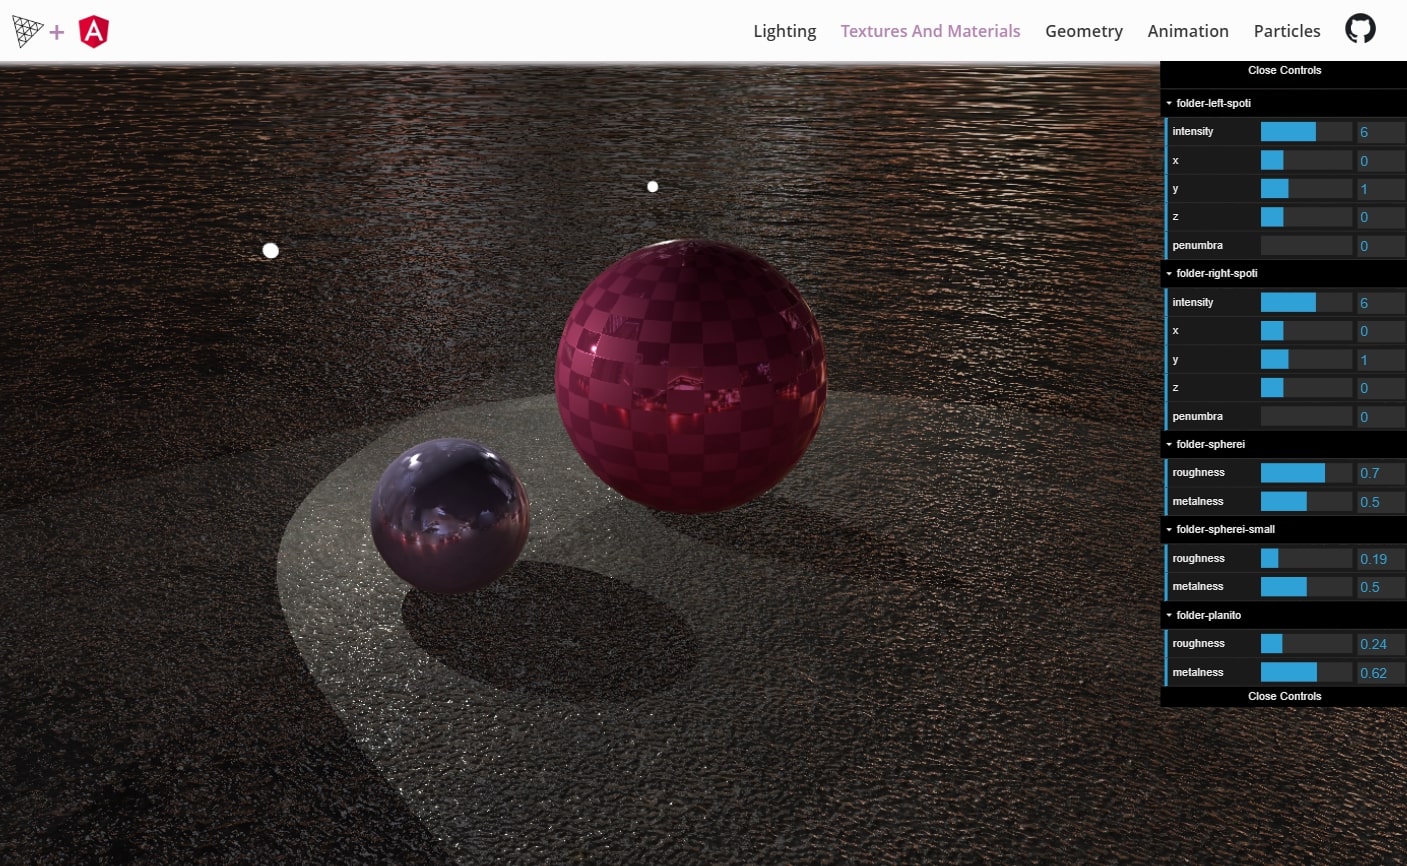 + A
Lighting Textures And Materials Geometry Animation Particles
Close Controls
folder-left-spoti
intensity 6
x 0
y 1
z 0
penumbra 0
folder-right-spoti
intensity 6
x 0
y 1
z 0
penumbra 0
folder-spherei
roughness 0.7
metalness 0.5
folder-spherei-small
roughness 0.19
metalness 0.5
folder-planito
roughness 0.24
metalness 0.62
Close Controls